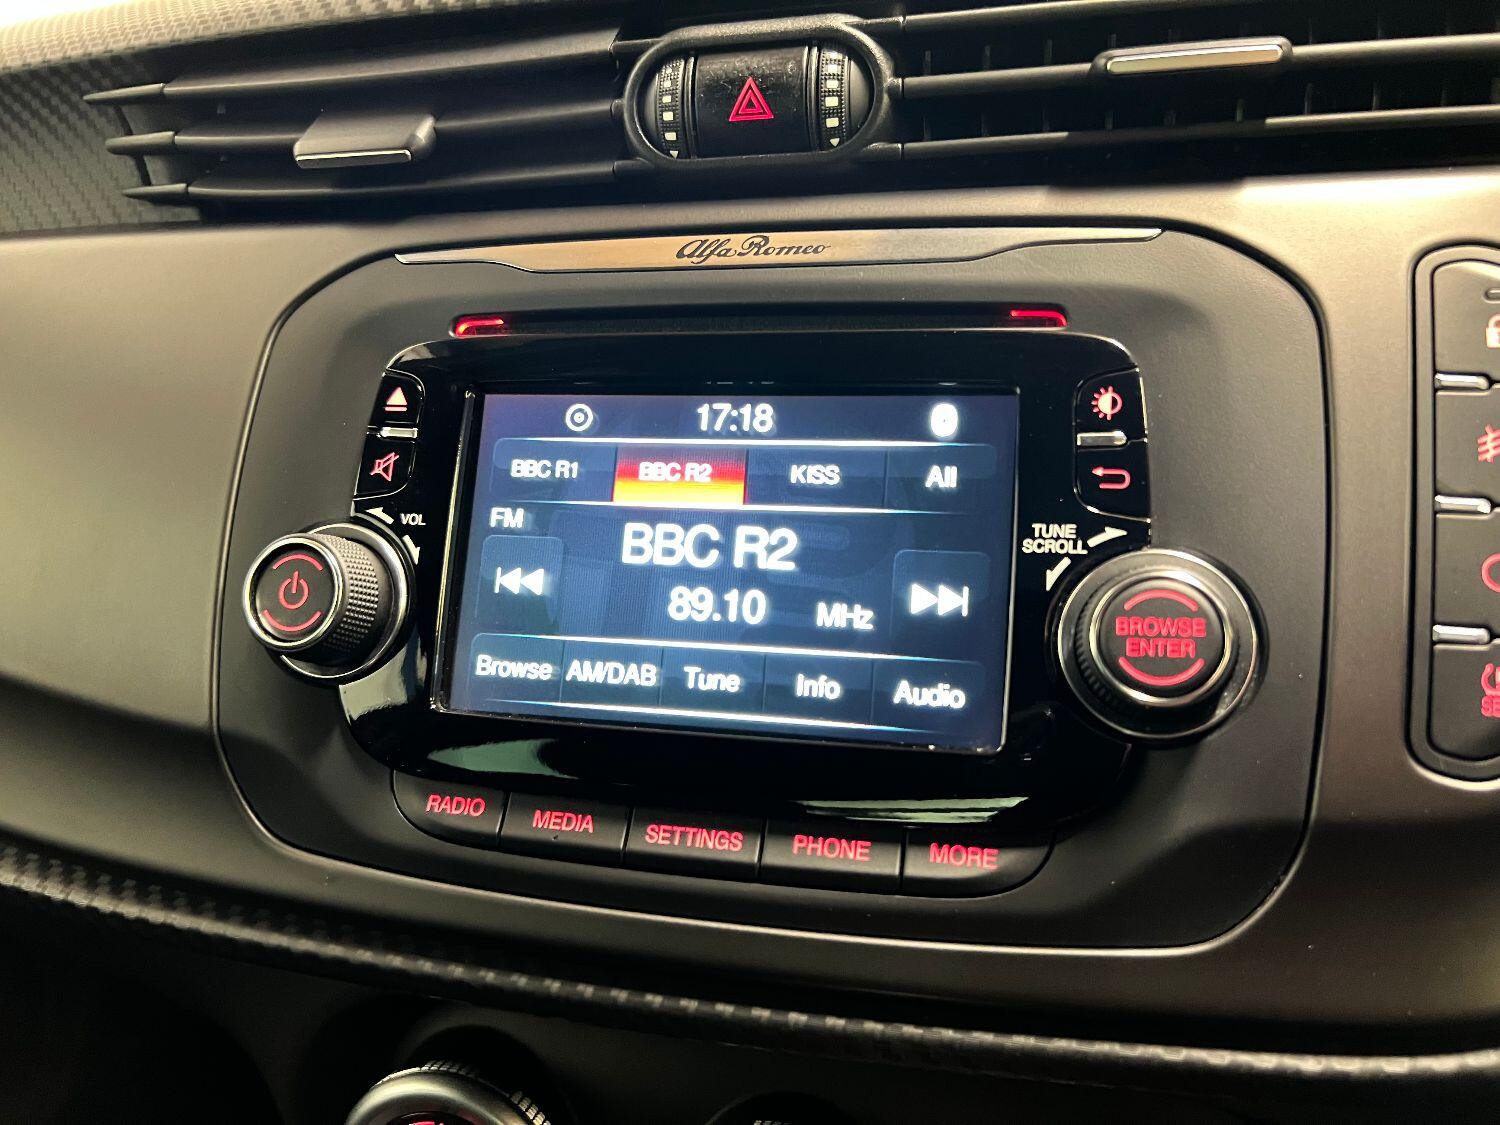 Alfa Romeo
17:18
BBC R1 BBC R2 KISS All
FM
BBC R2
89.10 MHz
Browse AM/DAB Tune Info Audio
VOL
TUNE
SCROLL
BROWSE
ENTER
RADIO MEDIA SETTINGS PHONE MORE